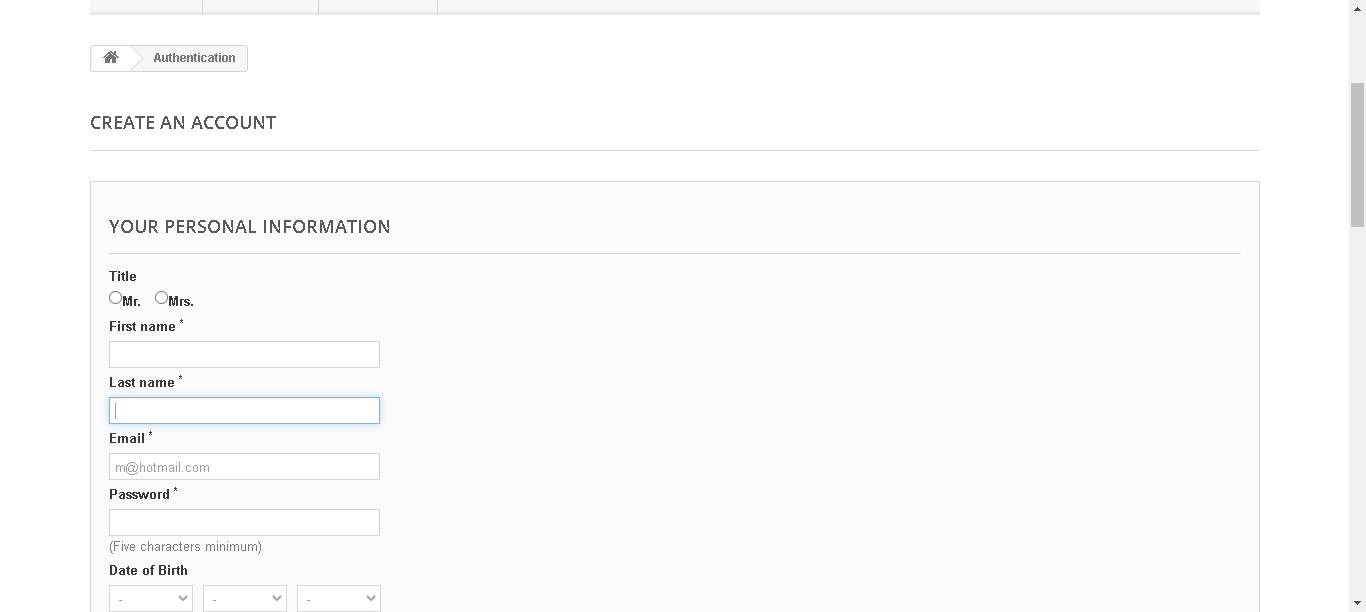 Authentication
CREATE AN ACCOUNT
YOUR PERSONAL INFORMATION
Title
Mr. Mrs.
First name *
Last name *
Email *
m@hotmail.com
Password *
(Five characters minimum)
Date of Birth
- - -